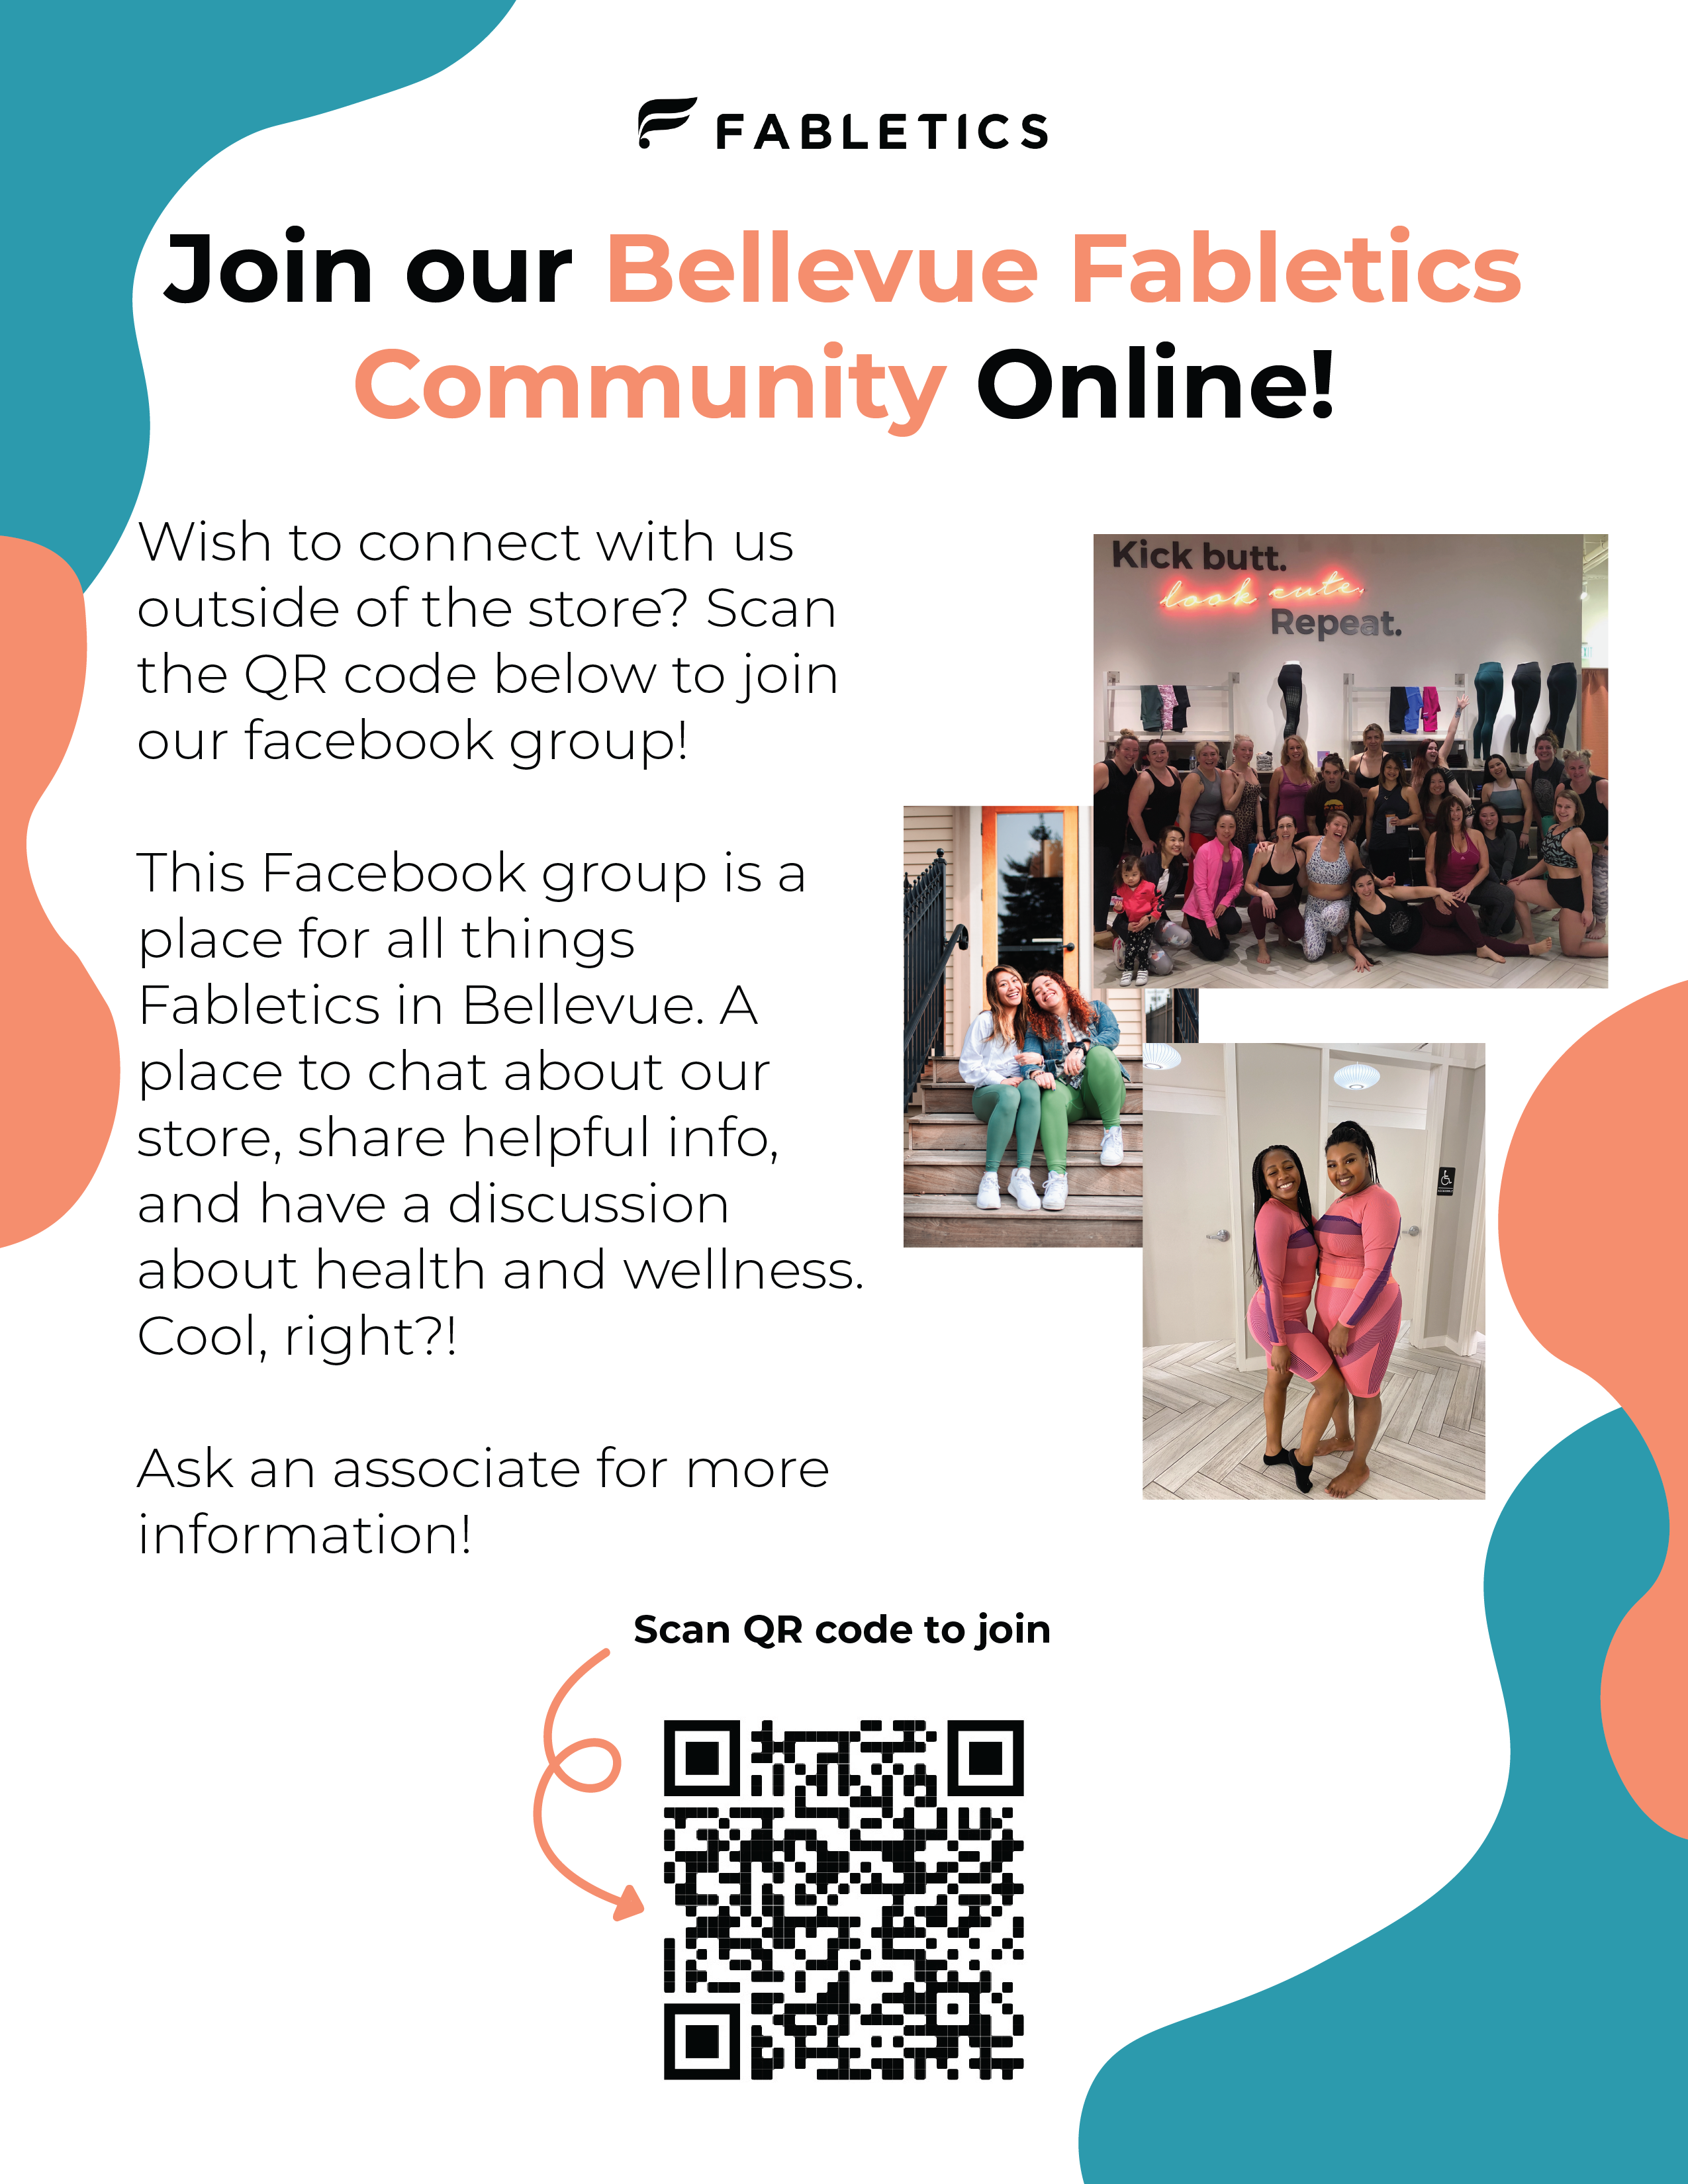 FABLETICS
Join our Bellevue Fabletics
Community Online!
Wish to connect with us
outside of the store? Scan
the QR code below to join
our facebook group!
This Facebook group is a
place for all things
Fabletics in Bellevue. A
place to chat about our
store, share helpful info,
and have a discussion
about health and wellness.
Cool, right?!
Ask an associate for more
information!
Kick butt.
look cute.
Repeat.
Scan QR code to join